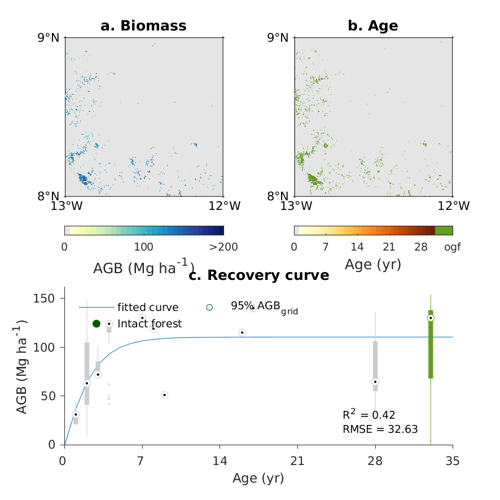 a. Biomass
b. Age
9°N
8°N
13°W
12°W
9°N
8°N
13°W
12°W
0
100
>200
AGB (Mg ha-1)
0
7
14
21
28
ogf
Age (yr)
c. Recovery curve
fitted curve
95% AGBgrid
Intact forest
AGB (Mg ha-1)
150
100
50
0
R2 = 0.42
RMSE = 32.63
0
7
14
21
28
35
Age (yr)